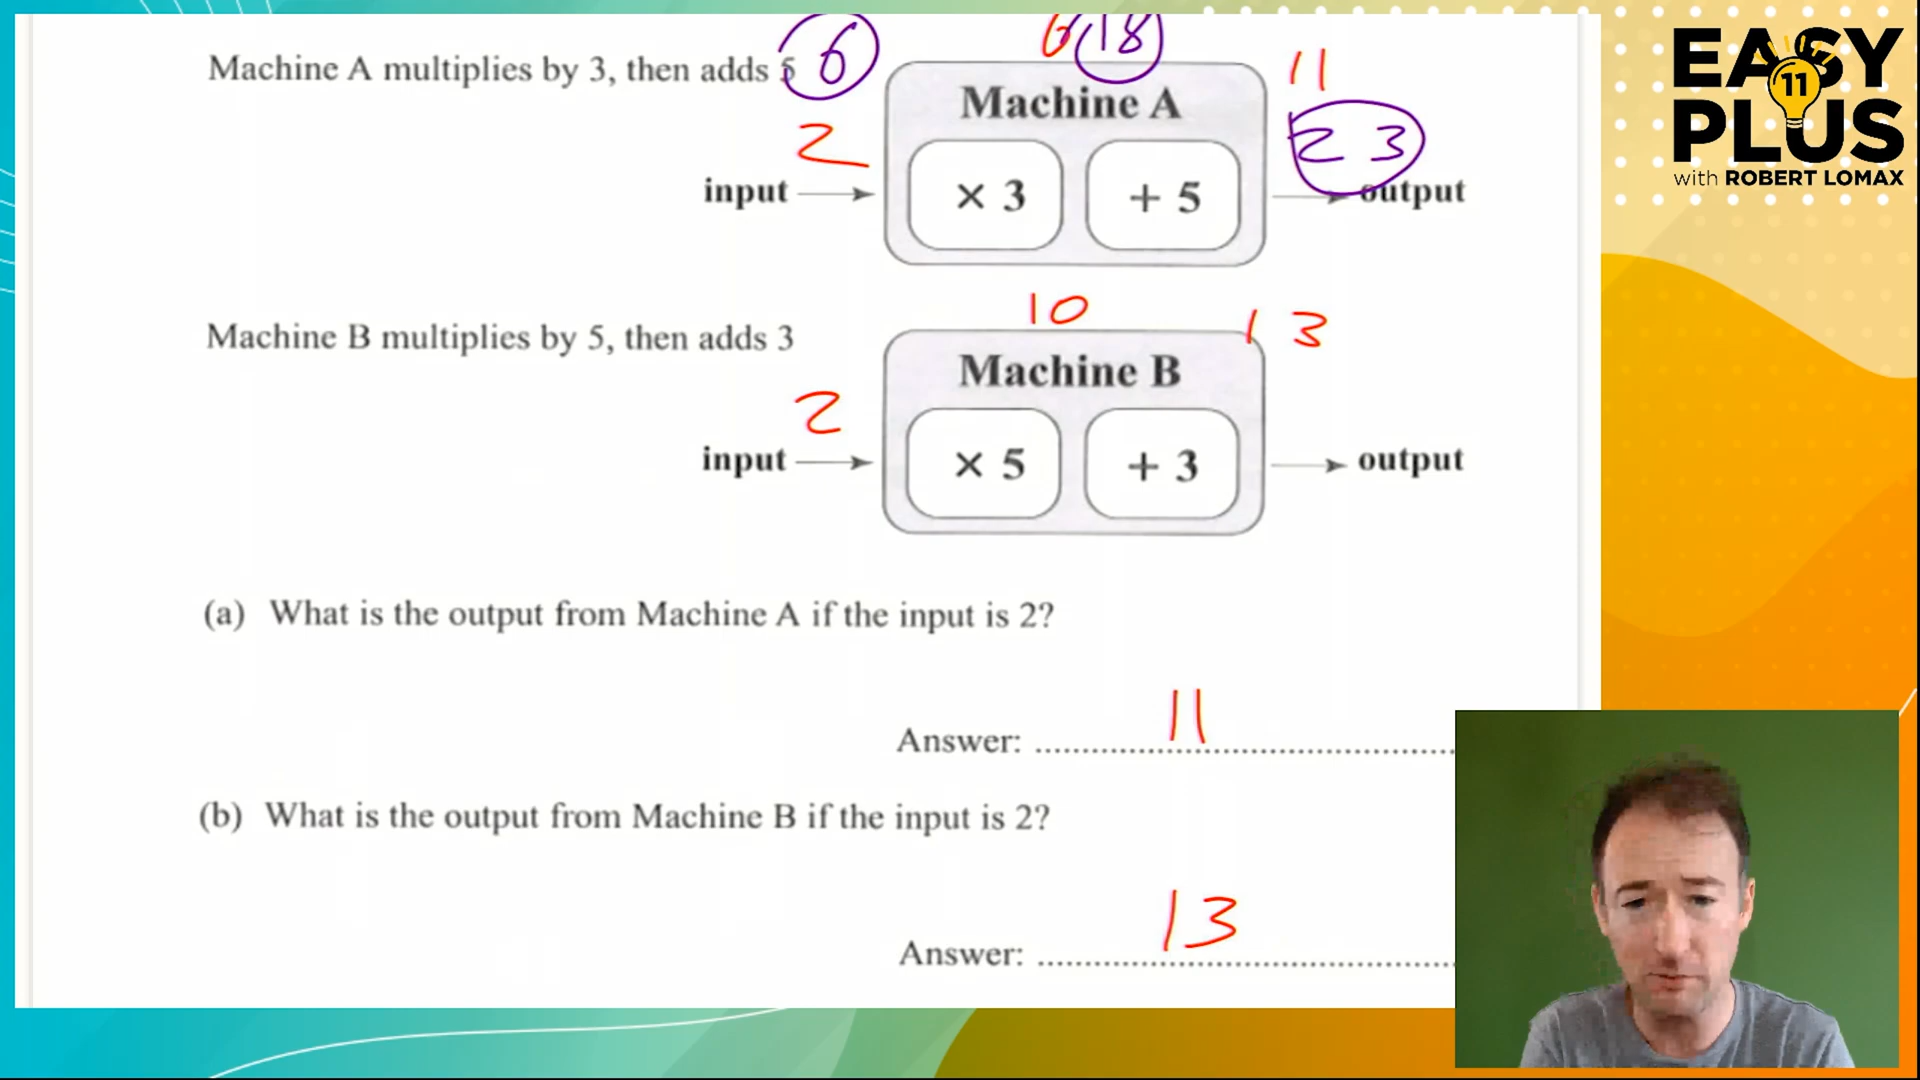 Machine A multiplies by 3, then adds 5
6
6 18
11
Machine A
2
23
EASY
11
PLUS
with ROBERT LOMAX
input
× 3
+ 5
output
10
13
Machine B multiplies by 5, then adds 3
Machine B
2
input
× 5
+ 3
output
(a) What is the output from Machine A if the input is 2?
11
Answer: ..........................................
(b) What is the output from Machine B if the input is 2?
13
Answer: ..........................................